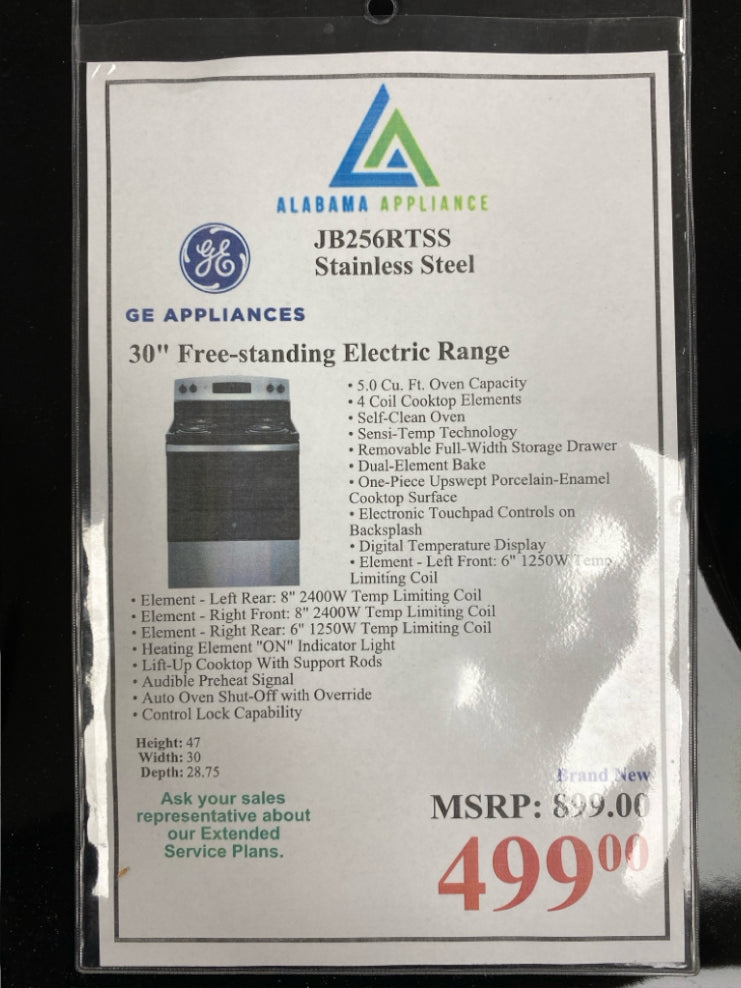 ALABAMA APPLIANCE
GE
JB256RTSS
Stainless Steel
GE APPLIANCES
30" Free-standing Electric Range
• 5.0 Cu. Ft. Oven Capacity
• 4 Coil Cooktop Elements
• Self-Clean Oven
• Sensi-Temp Technology
• Removable Full-Width Storage Drawer
• Dual-Element Bake
• One-Piece Upswept Porcelain-Enamel
Cooktop Surface
• Electronic Touchpad Controls on
Backsplash
• Digital Temperature Display
• Element - Left Front: 6" 1250W Temp
Limiting Coil
• Element - Left Rear: 8" 2400W Temp Limiting Coil
• Element - Right Front: 8" 2400W Temp Limiting Coil
• Element - Right Rear: 6" 1250W Temp Limiting Coil
• Heating Element "ON" Indicator Light
• Lift-Up Cooktop With Support Rods
• Audible Preheat Signal
• Auto Oven Shut-Off with Override
• Control Lock Capability
Height: 47
Width: 30
Depth: 28.75
Ask your sales
representative about
our Extended
Service Plans.
Brand New
MSRP: 899.00
49900